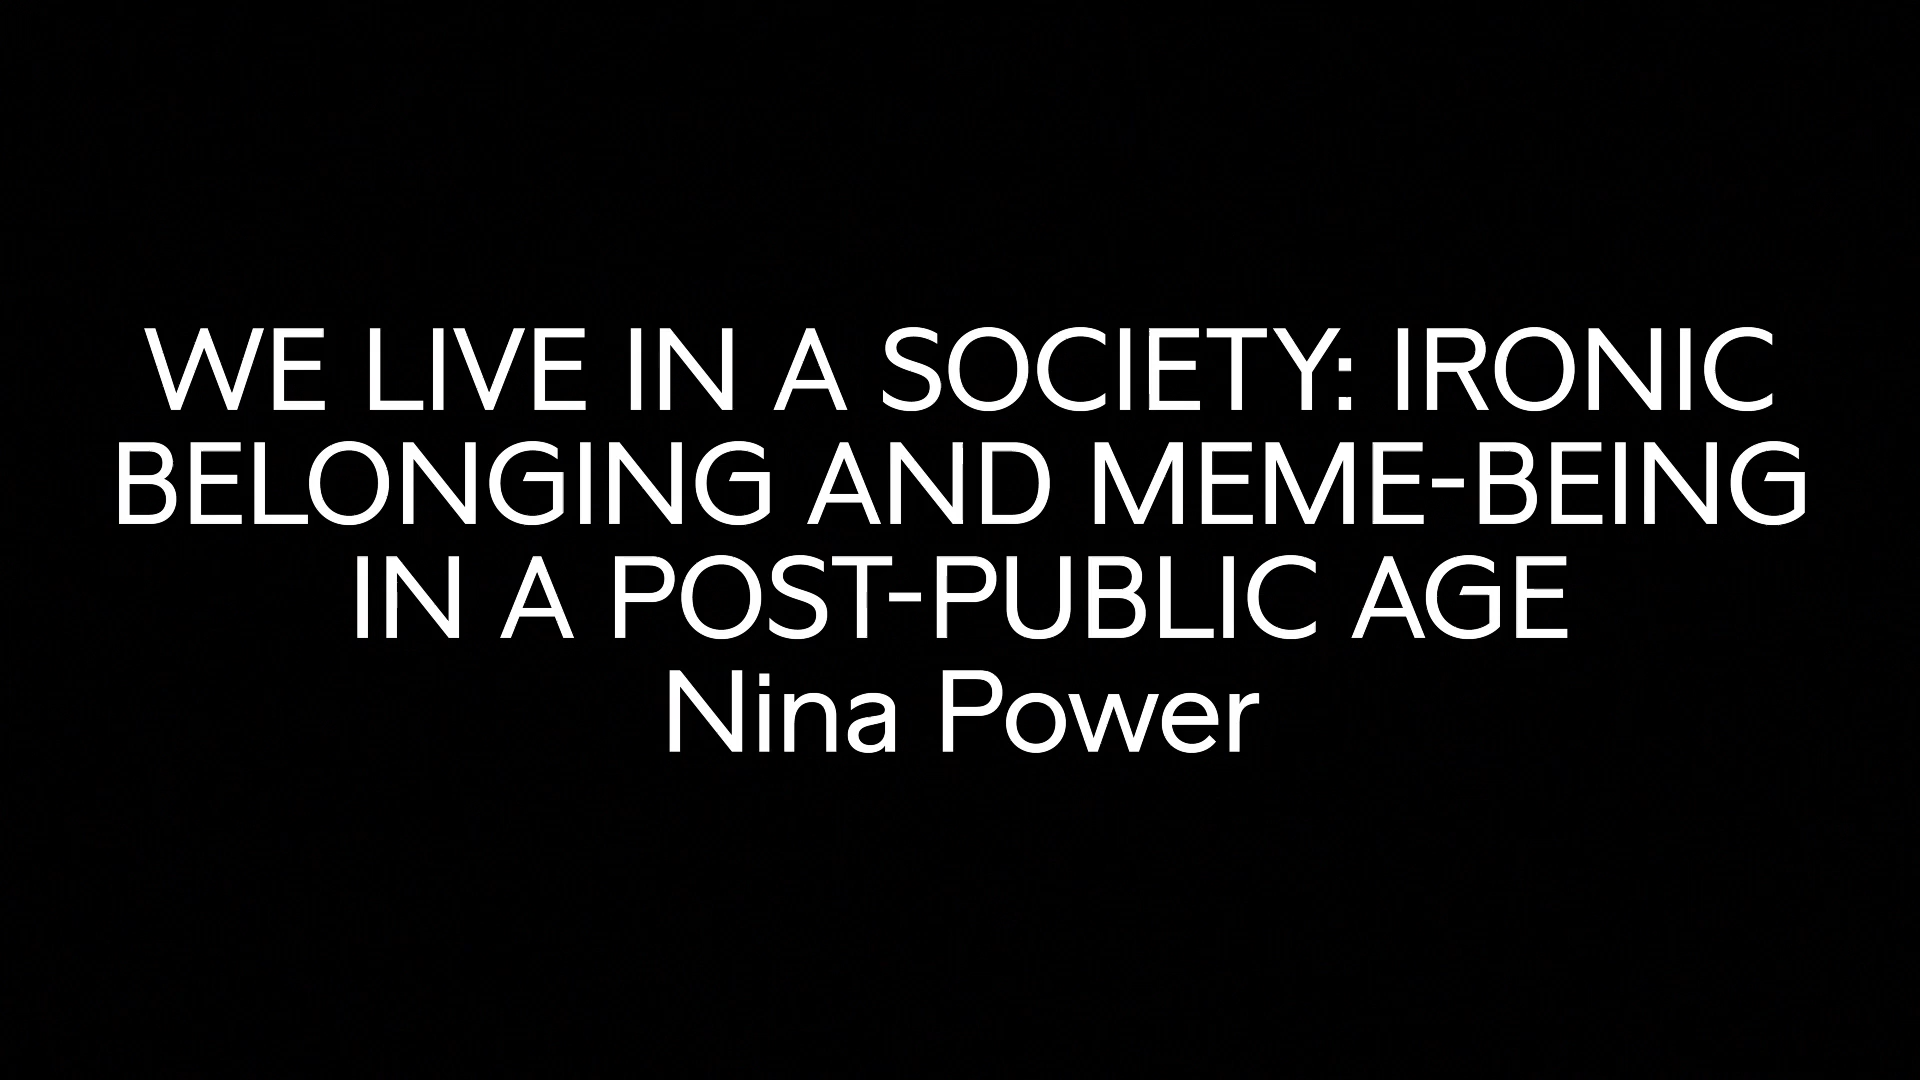 WE LIVE IN A SOCIETY: IRONIC
BELONGING AND MEME-BEING
IN A POST-PUBLIC AGE
Nina Power